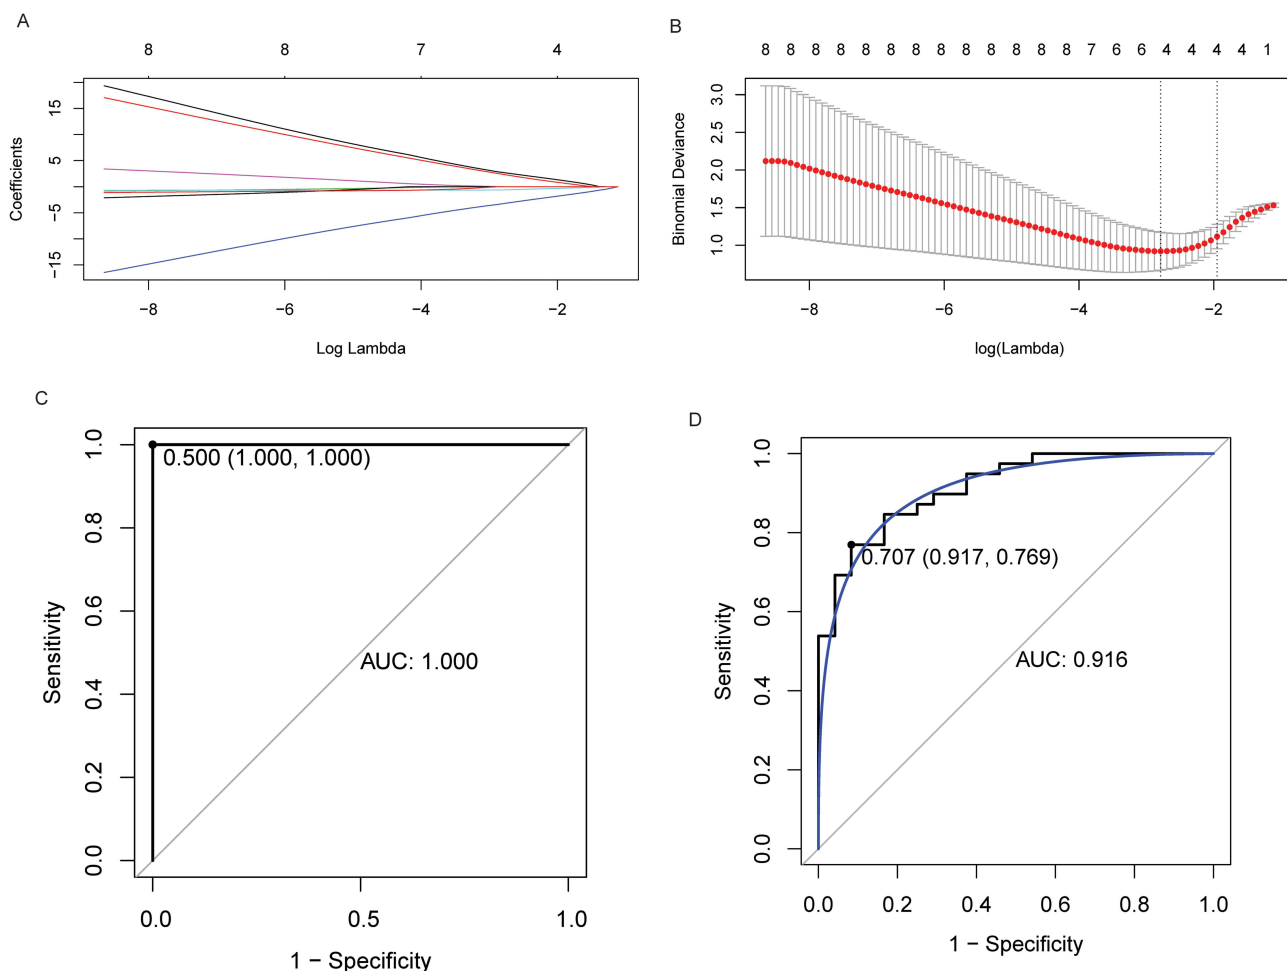 A
8 8 7 4
Coefficients
15
5
−5
−15
−8 −6 −4 −2
Log Lambda
B
8 8 8 8 8 8 8 8 8 8 8 8 8 7 6 6 4 4 4 4 1
Binomial Deviance
3.0
2.5
2.0
1.5
1.0
−8 −6 −4 −2
log(Lambda)
C
Sensitivity
1.0
0.8
0.6
0.4
0.2
0.0
0.500 (1.000, 1.000)
AUC: 1.000
0.0 0.5 1.0
1 − Specificity
D
Sensitivity
1.0
0.8
0.6
0.4
0.2
0.0
0.707 (0.917, 0.769)
AUC: 0.916
0.0 0.2 0.4 0.6 0.8 1.0
1 − Specificity